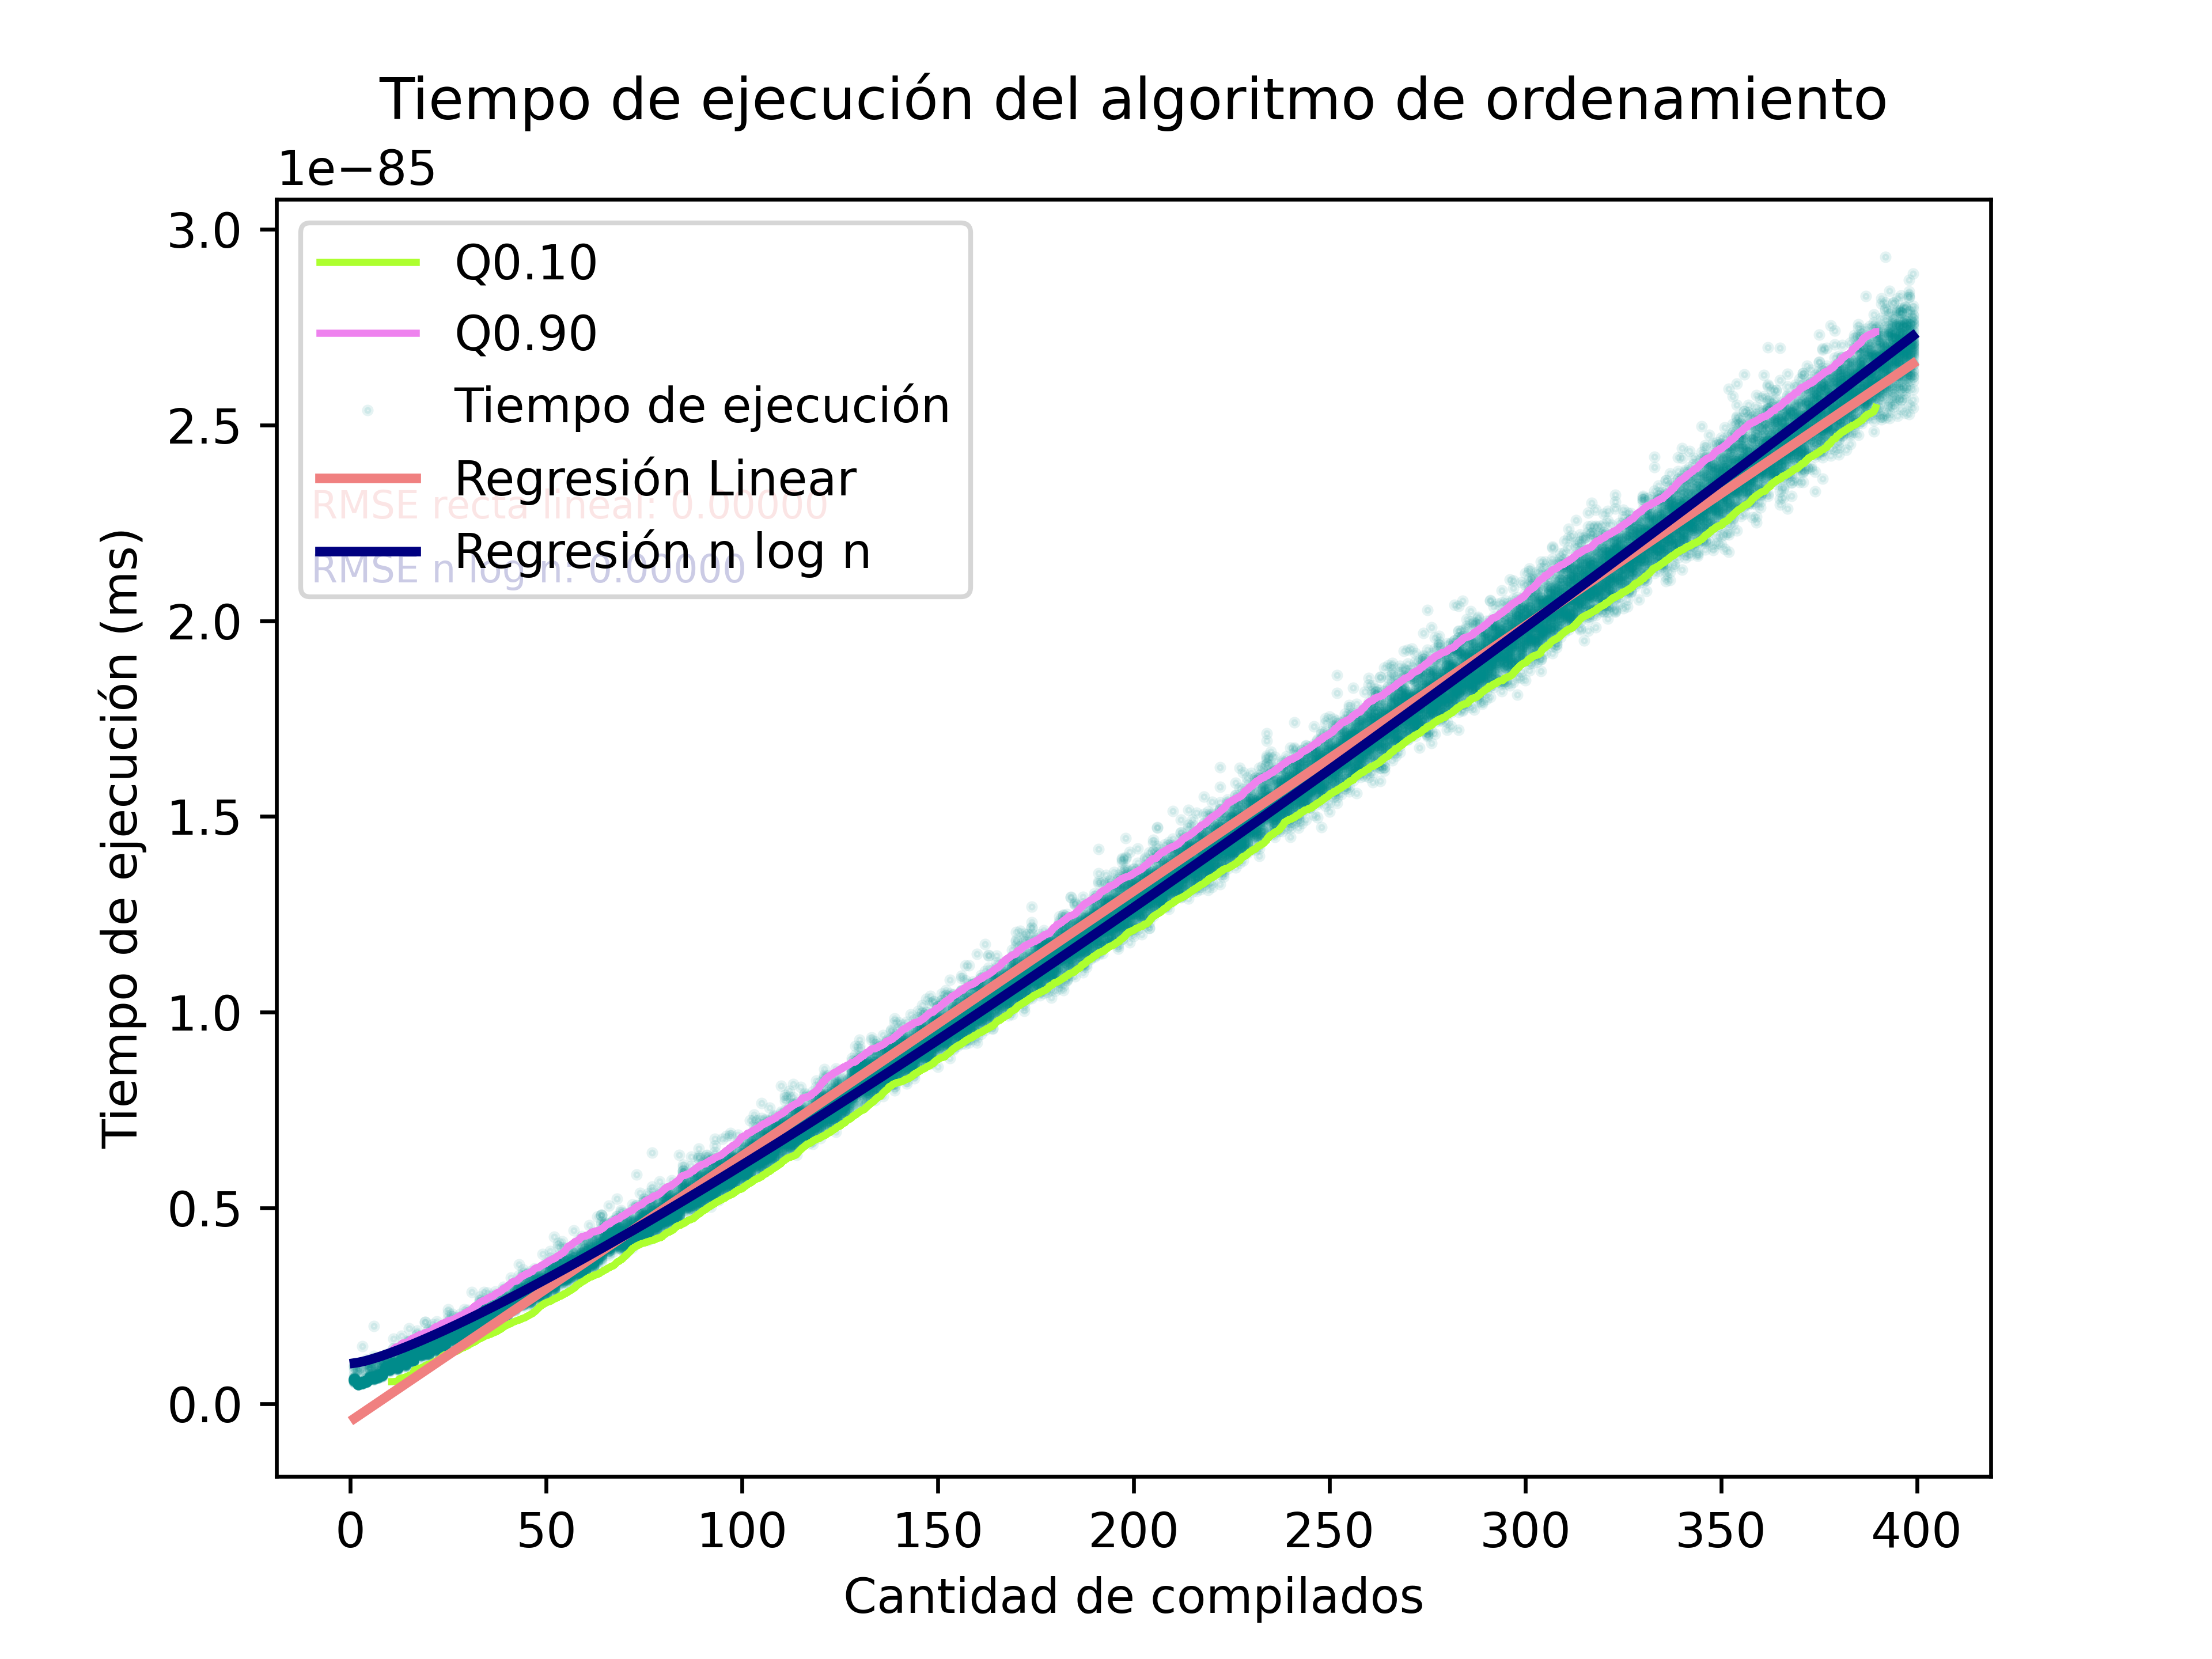 Tiempo de ejecución del algoritmo de ordenamiento
1e−85
3.0
2.5
2.0
1.5
1.0
0.5
0.0
Tiempo de ejecución (ms)
Q0.10
Q0.90
Tiempo de ejecución
Regresión Linear
RMSE recta lineal: 0.00000
Regresión n log n
RMSE n log n: 0.00000
0 50 100 150 200 250 300 350 400
Cantidad de compilados